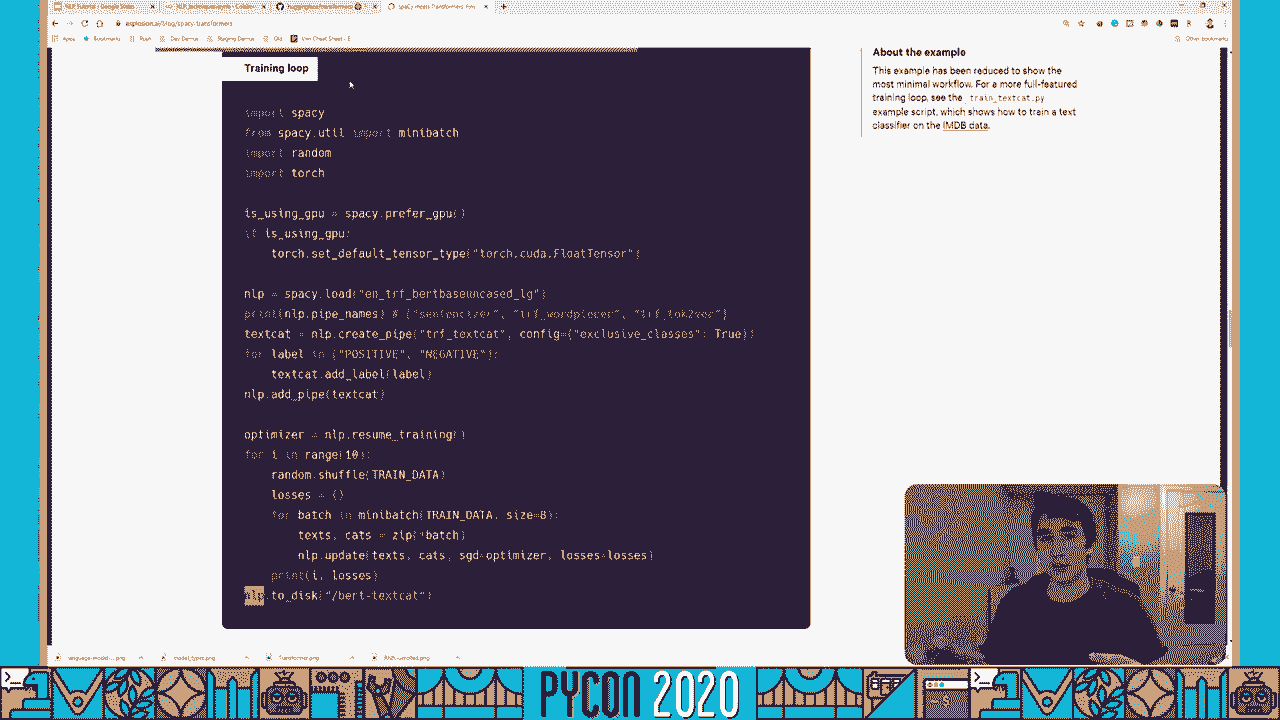 NLP Tutorial - Google Slides
huggingface/transformers
spaCy meets Transformers: Fine
explosion.ai/blog/spacy-transformers
Apps
Bookmarks
Push
Dev Demos
Staging Demos
Vim Cheat Sheet - E
Other bookmarks
Training loop
import spacy
from spacy.util import minibatch
import random
import torch
is_using_gpu = spacy.prefer_gpu()
if is_using_gpu:
torch.set_default_tensor_type("torch.cuda.FloatTensor")
nlp = spacy.load("en_trf_bertbaseuncased_lg")
print(nlp.pipe_names) # ["sentencizer", "trf_wordpiecer", "trf_tok2vec"]
textcat = nlp.create_pipe("trf_textcat", config={"exclusive_classes": True})
for label in ("POSITIVE", "NEGATIVE"):
textcat.add_label(label)
nlp.add_pipe(textcat)
optimizer = nlp.resume_training()
for i in range(10):
random.shuffle(TRAIN_DATA)
losses = {}
for batch in minibatch(TRAIN_DATA, size=8):
texts, cats = zip(*batch)
nlp.update(texts, cats, sgd=optimizer, losses=losses)
print(i, losses)
nlp.to_disk("/bert-textcat")
About the example
This example has been reduced to show the
most minimal workflow. For a more full-featured
training loop, see the train_textcat.py
example script, which shows how to train a text
classifier on the IMDB data.
language-model-....png
model_types.png
Transformer.png
RNN-unrolled.png
PYCON 2020